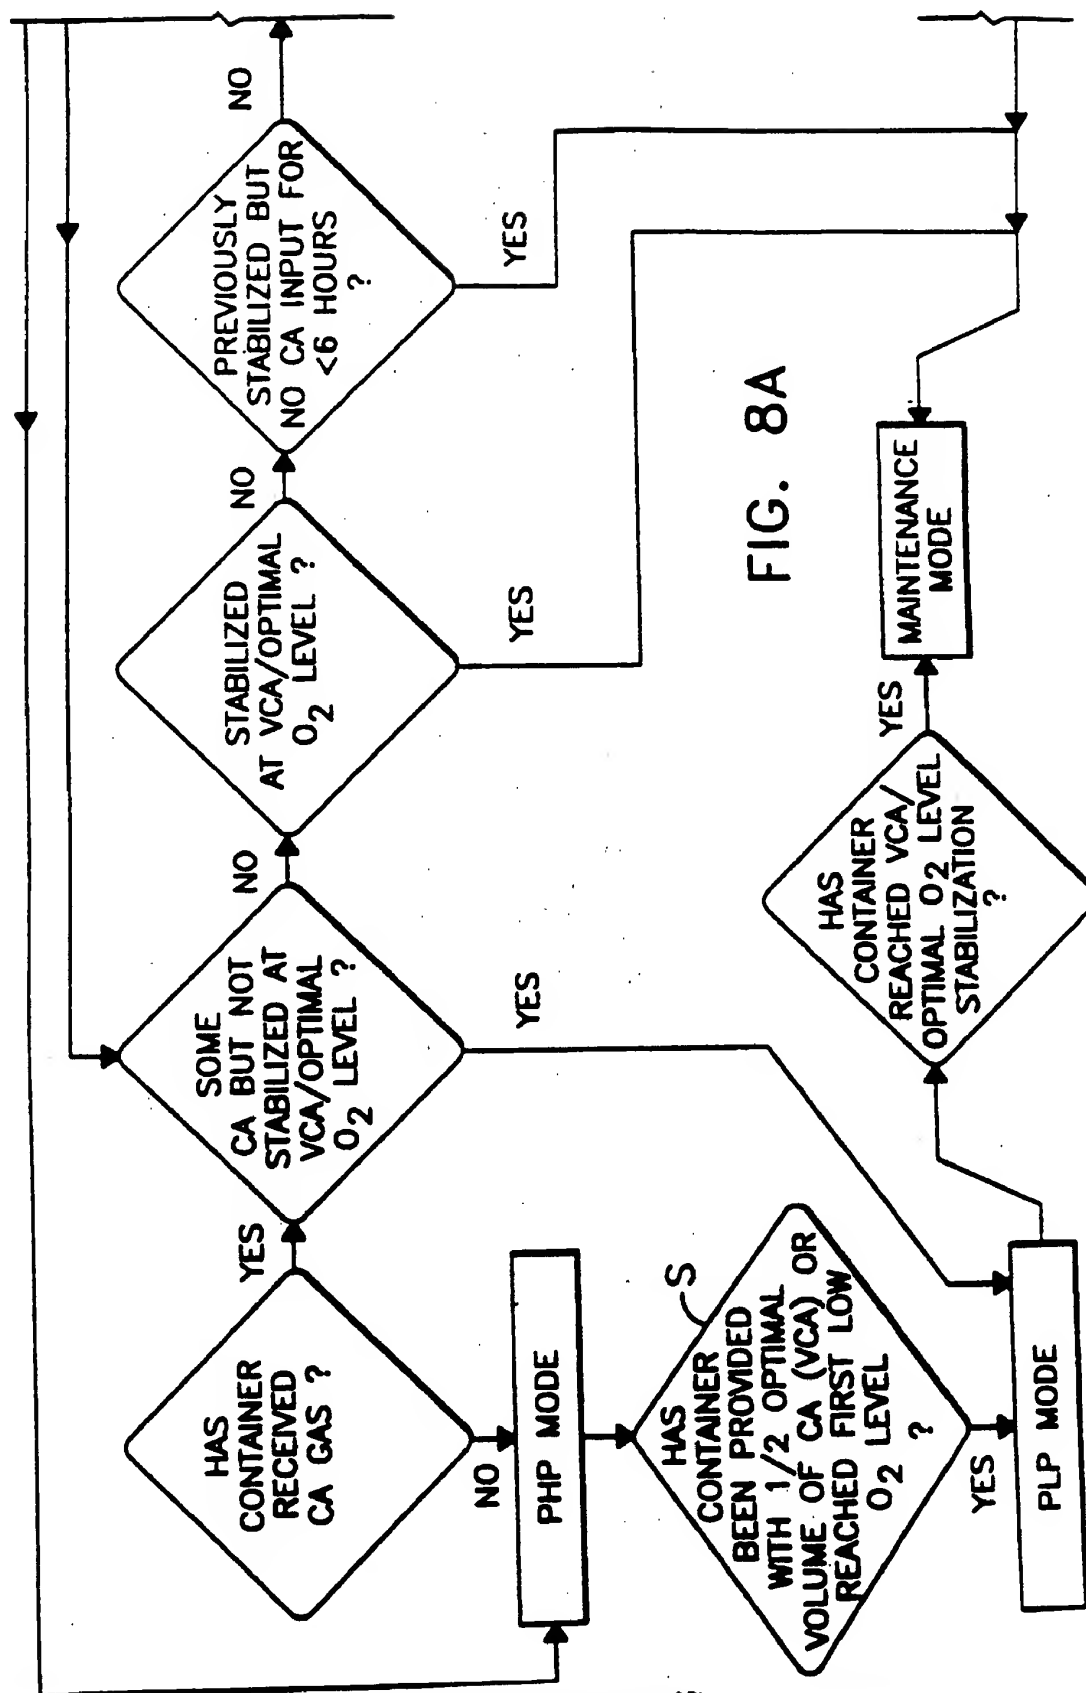 HAS
CONTAINER
RECEIVED
CA GAS ?
YES
NO
SOME
CA BUT NOT
STABILIZED AT
VCA/OPTIMAL
O2 LEVEL ?
NO
YES
STABILIZED
AT VCA/OPTIMAL
O2 LEVEL ?
NO
YES
PREVIOUSLY
STABILIZED BUT
NO CA INPUT FOR
<6 HOURS
?
NO
YES
PHP MODE
S
HAS
CONTAINER
BEEN PROVIDED
WITH 1/2 OPTIMAL
VOLUME OF CA (VCA) OR
REACHED FIRST LOW
O2 LEVEL
?
YES
PLP MODE
HAS
CONTAINER
REACHED VCA/
OPTIMAL O2 LEVEL
STABILIZATION
?
YES
MAINTENANCE
MODE
FIG. 8A